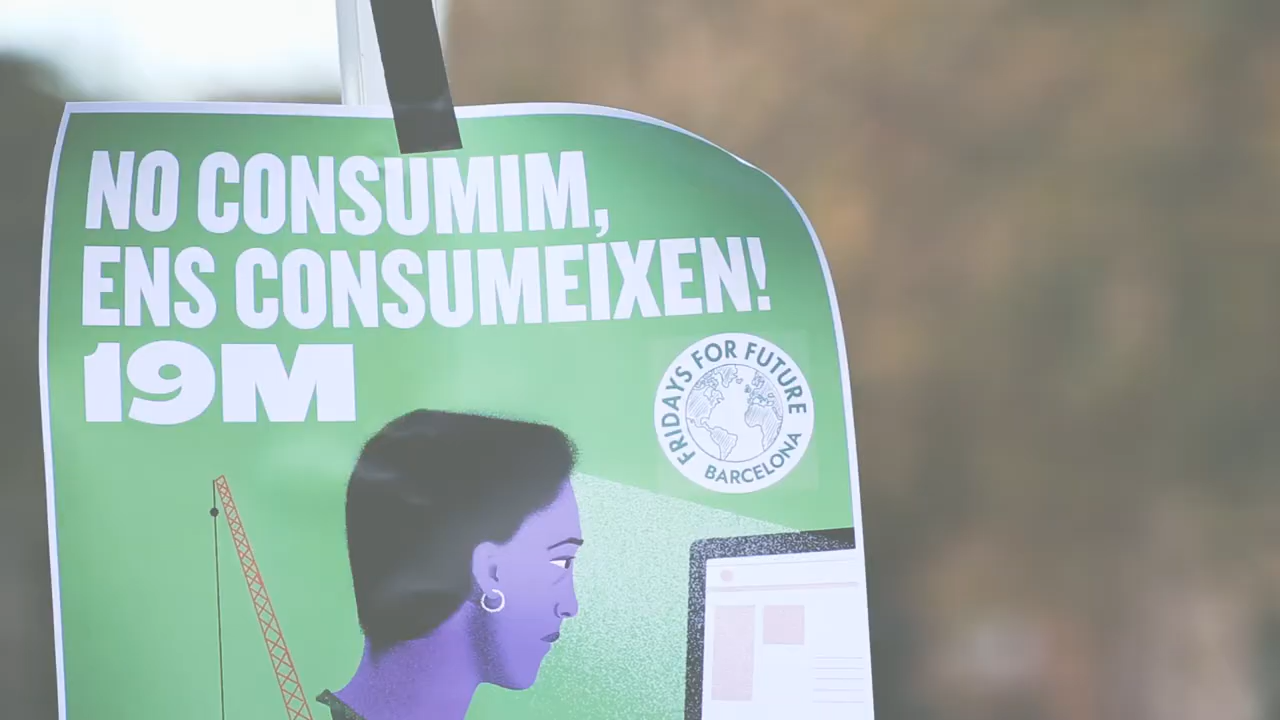 NO CONSUMIM,
ENS CONSUMEIXEN!
19M
FRIDAYS FOR FUTURE
BARCELONA